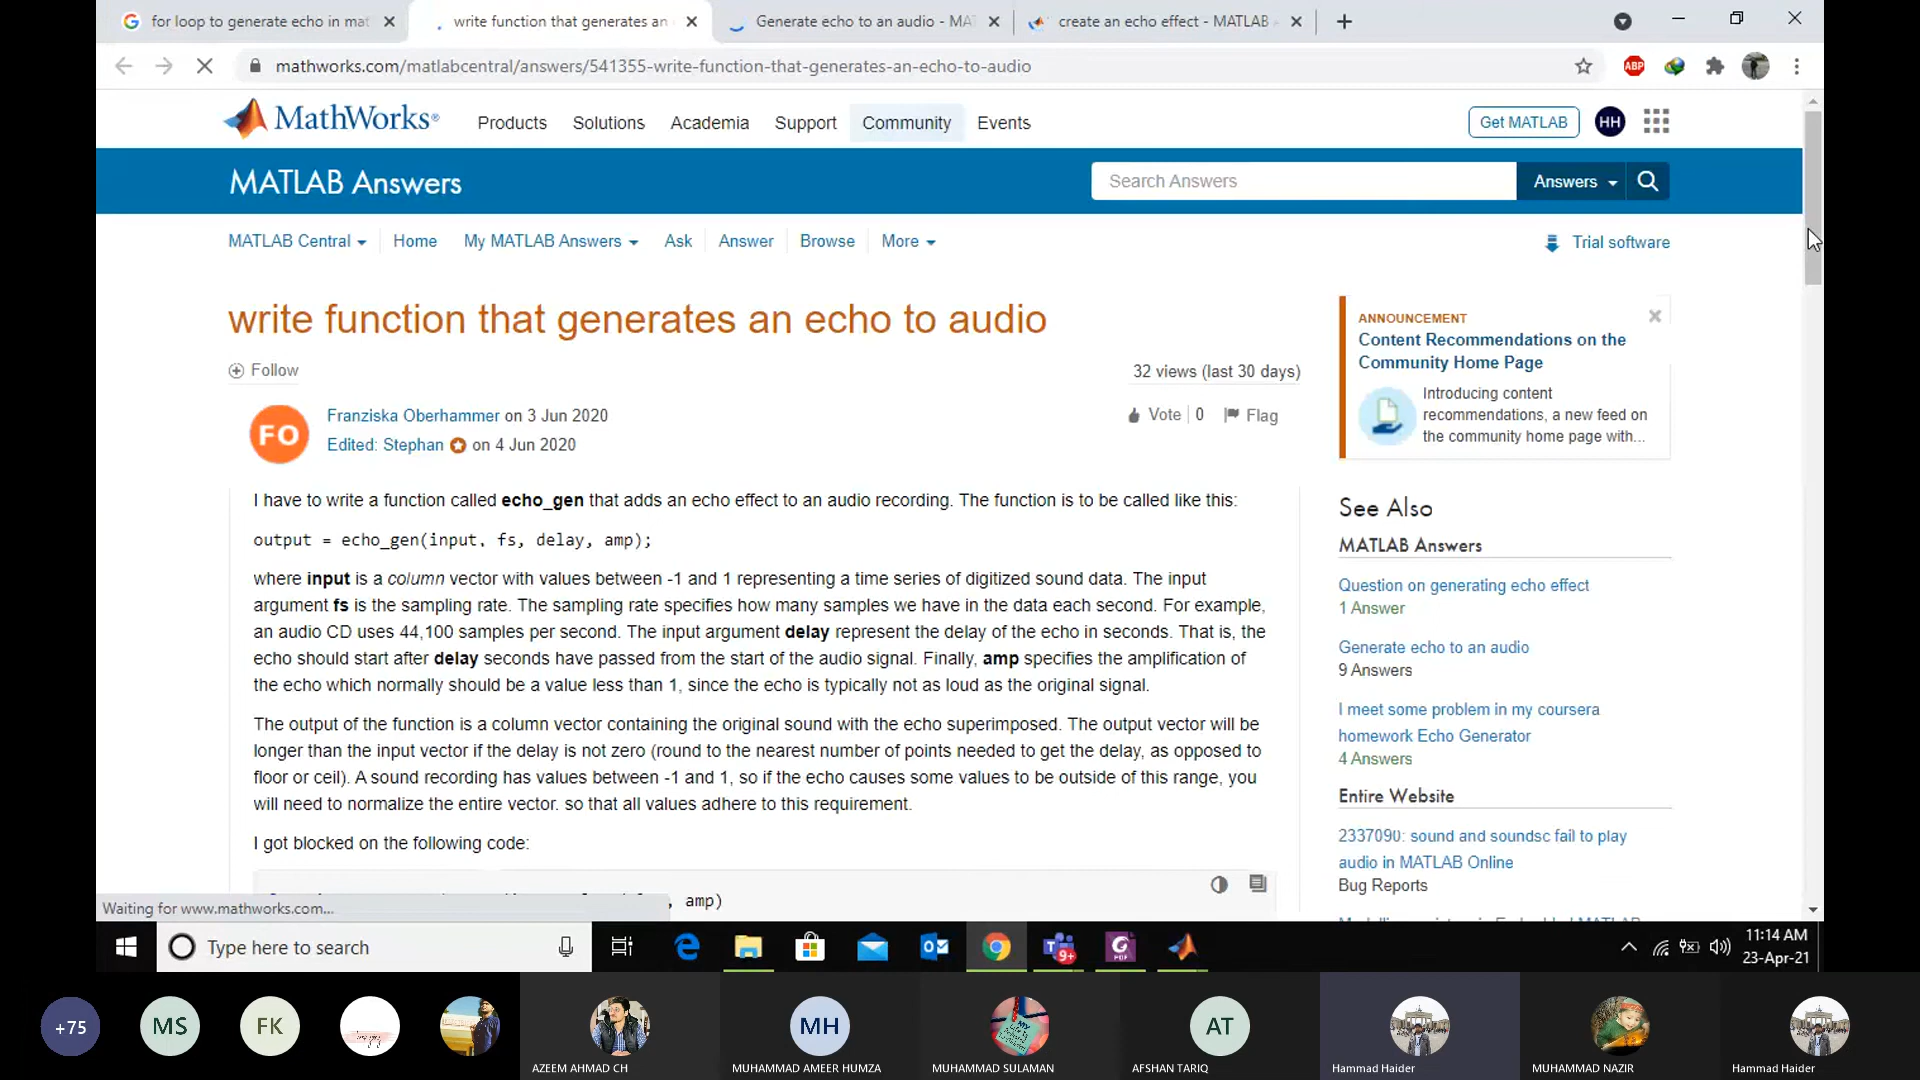 for loop to generate echo in mat
write function that generates an
Generate echo to an audio - MA
create an echo effect - MATLAB
mathworks.com/matlabcentral/answers/541355-write-function-that-generates-an-echo-to-audio
ABP
MathWorks®
Products
Solutions
Academia
Support
Community
Events
Get MATLAB
HH
MATLAB Answers
Search Answers
Answers
MATLAB Central
Home
My MATLAB Answers
Ask
Answer
Browse
More
Trial software
write function that generates an echo to audio
Follow
32 views (last 30 days)
FO
Franziska Oberhammer on 3 Jun 2020
Edited: Stephan on 4 Jun 2020
Vote 0
Flag
I have to write a function called echo_gen that adds an echo effect to an audio recording. The function is to be called like this:
output = echo_gen(input, fs, delay, amp);
where input is a column vector with values between -1 and 1 representing a time series of digitized sound data. The input
argument fs is the sampling rate. The sampling rate specifies how many samples we have in the data each second. For example,
an audio CD uses 44,100 samples per second. The input argument delay represent the delay of the echo in seconds. That is, the
echo should start after delay seconds have passed from the start of the audio signal. Finally, amp specifies the amplification of
the echo which normally should be a value less than 1, since the echo is typically not as loud as the original signal.
The output of the function is a column vector containing the original sound with the echo superimposed. The output vector will be
longer than the input vector if the delay is not zero (round to the nearest number of points needed to get the delay, as opposed to
floor or ceil). A sound recording has values between -1 and 1, so if the echo causes some values to be outside of this range, you
will need to normalize the entire vector. so that all values adhere to this requirement.
I got blocked on the following code:
, amp)
ANNOUNCEMENT
Content Recommendations on the
Community Home Page
Introducing content
recommendations, a new feed on
the community home page with...
See Also
MATLAB Answers
Question on generating echo effect
1 Answer
Generate echo to an audio
9 Answers
I meet some problem in my coursera
homework Echo Generator
4 Answers
Entire Website
2337090: sound and soundsc fail to play
audio in MATLAB Online
Bug Reports
Waiting for www.mathworks.com...
Type here to search
9+
PDF
11:14 AM
23-Apr-21
+75
MS
FK
AZEEM AHMAD CH
MH
MUHAMMAD AMEER HUMZA
MUHAMMAD SULAMAN
AT
AFSHAN TARIQ
Hammad Haider
MUHAMMAD NAZIR
Hammad Haider